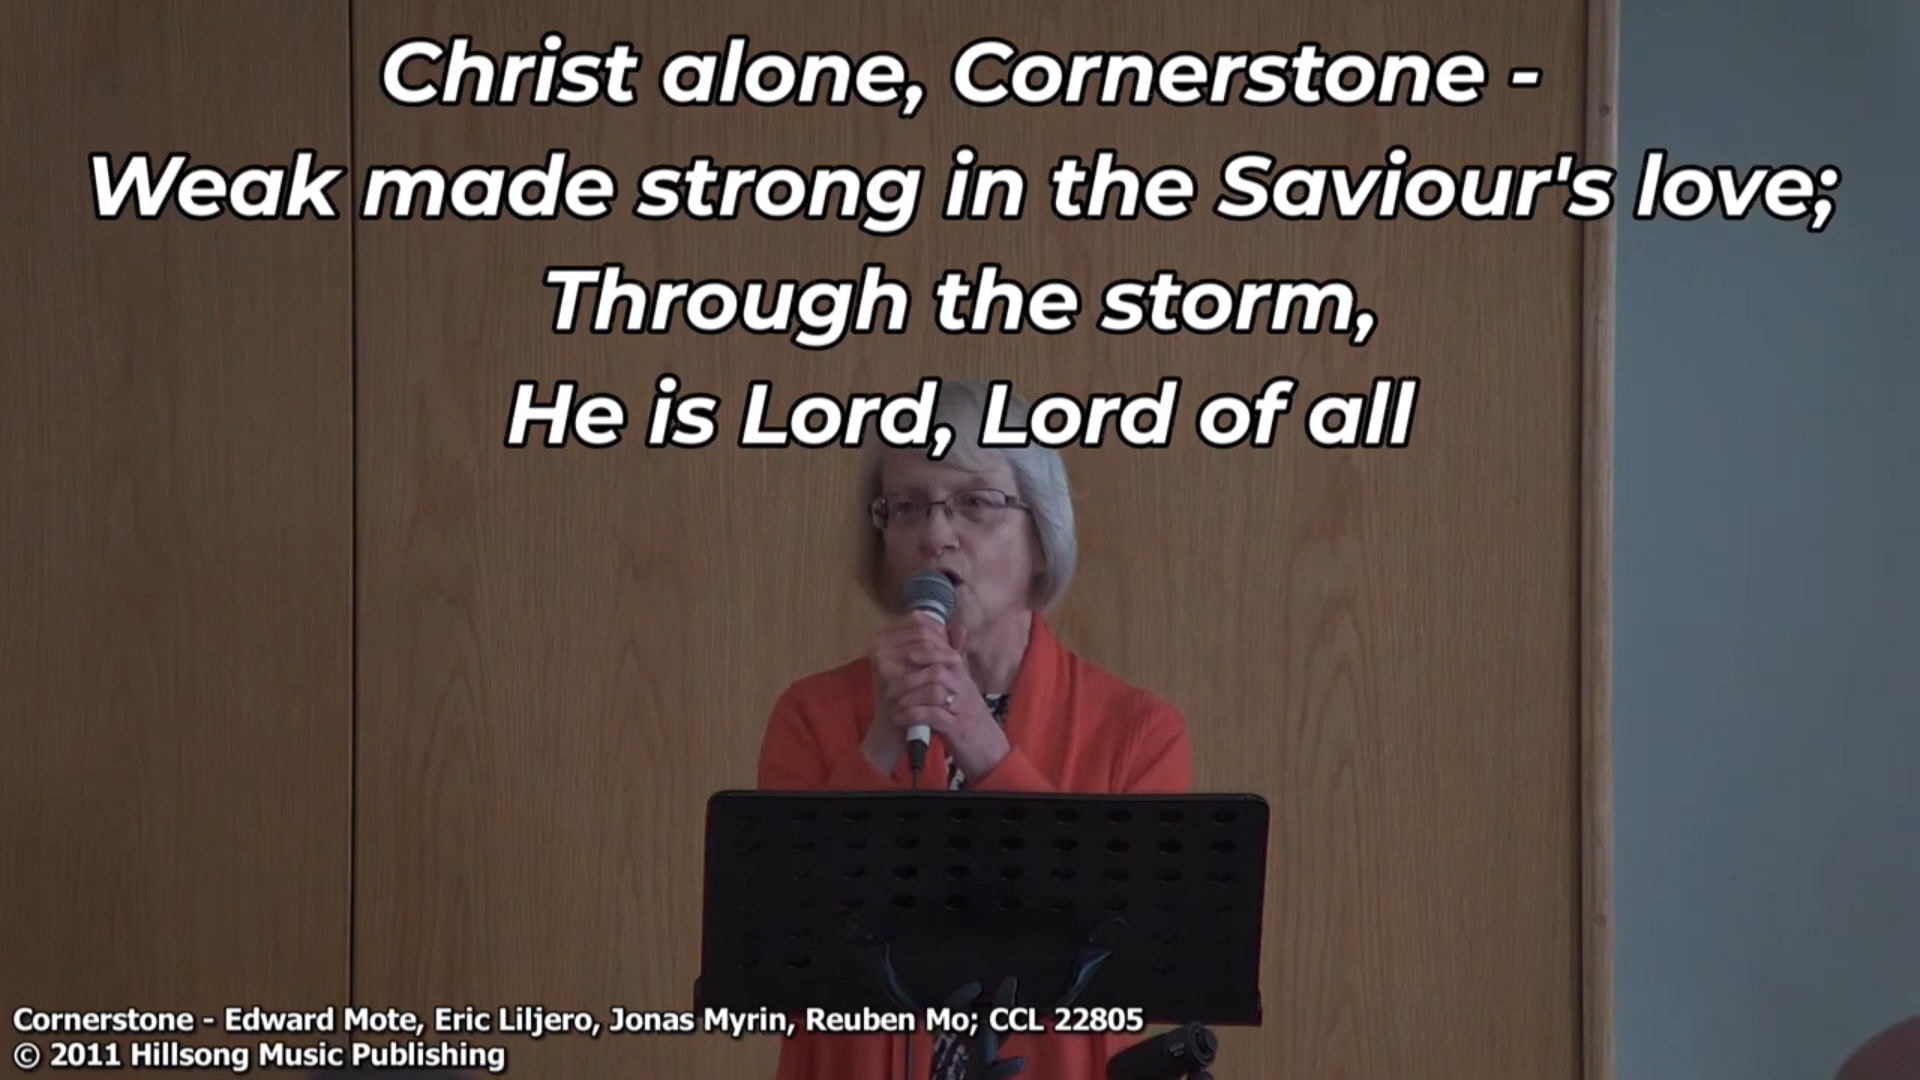 Christ alone, Cornerstone -
Weak made strong in the Saviour's love;
Through the storm,
He is Lord, Lord of all
Cornerstone - Edward Mote, Eric Liljero, Jonas Myrin, Reuben Mo; CCL 22805
© 2011 Hillsong Music Publishing